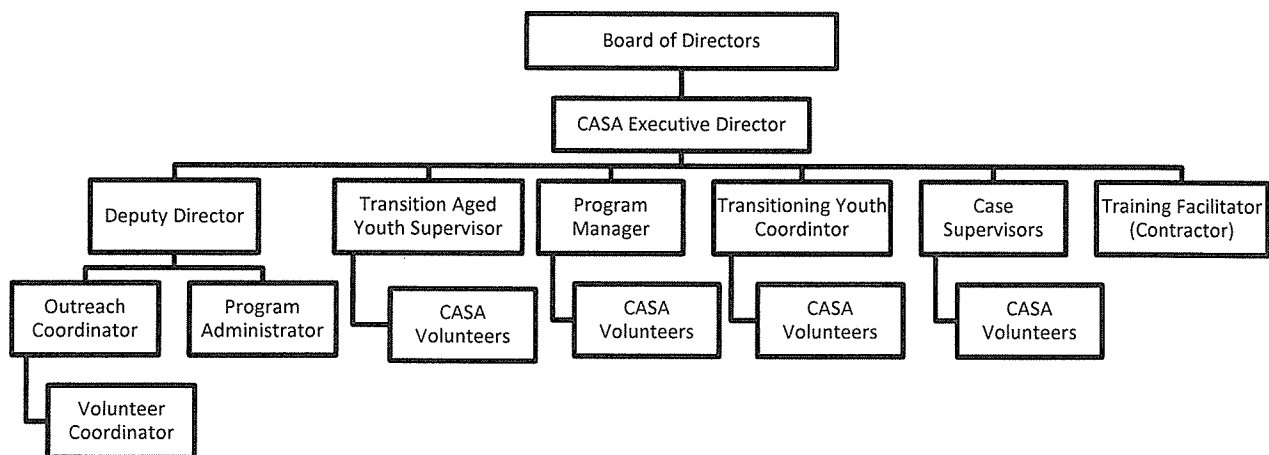 Board of Directors
CASA Executive Director
Deputy Director
Transition Aged
Youth Supervisor
Program
Manager
Transitioning Youth
Coordintor
Case
Supervisors
Training Facilitator
(Contractor)
Outreach
Coordinator
Program
Administrator
CASA
Volunteers
CASA
Volunteers
CASA
Volunteers
CASA
Volunteers
Volunteer
Coordinator